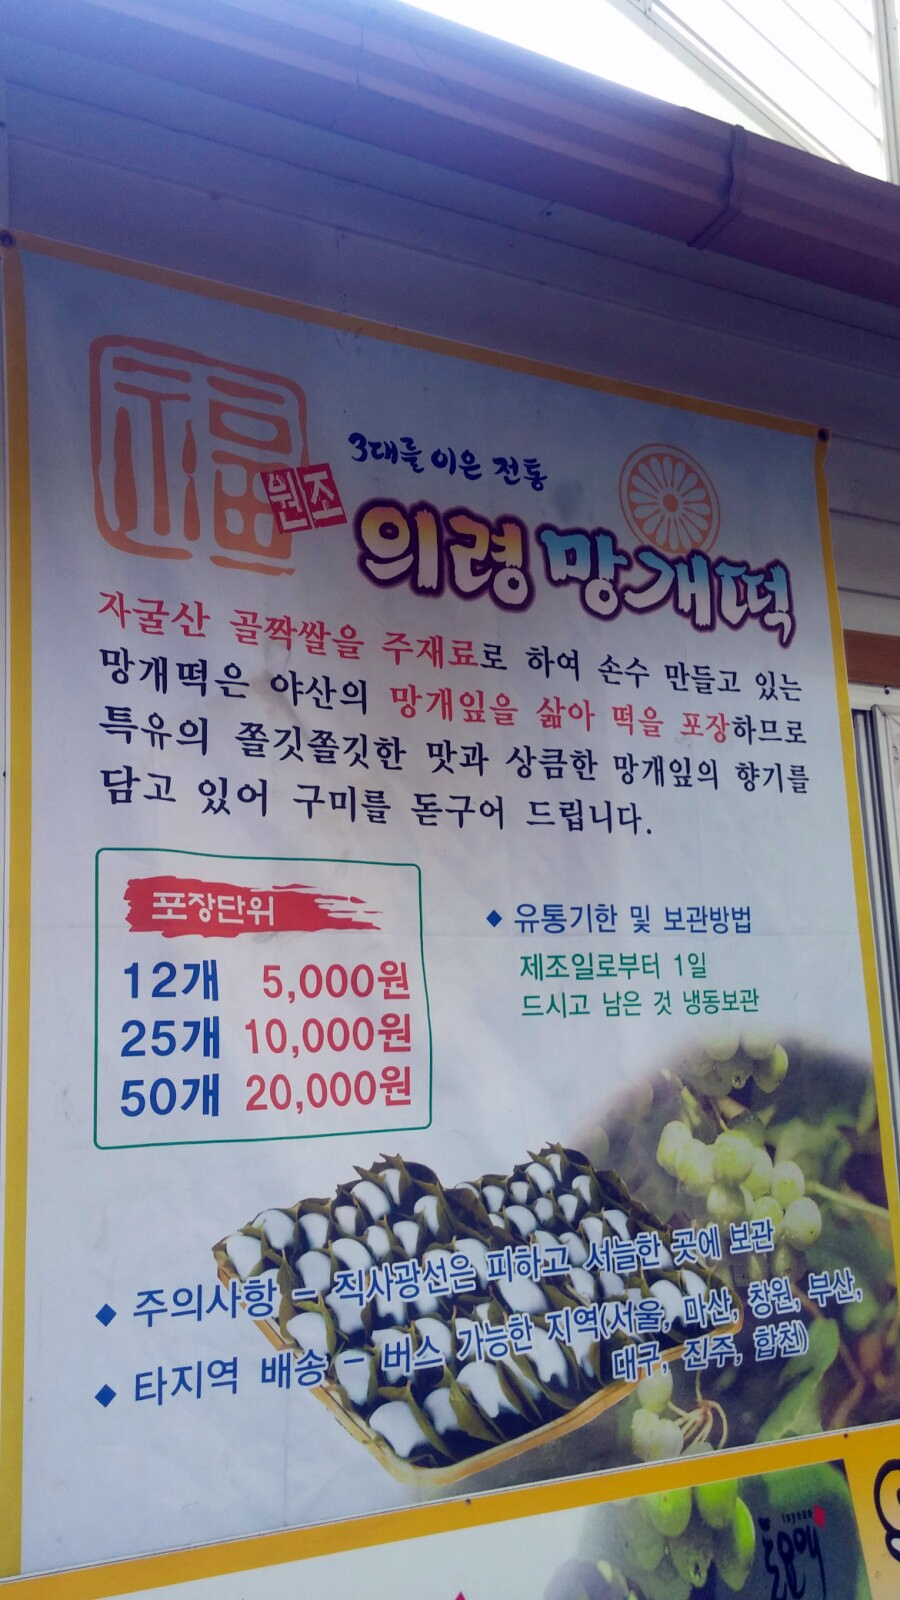 福
3대를 이은 전통
원조
의령 망개떡
자굴산 골짝쌀을 주재료로 하여 손수 만들고 있는
망개떡은 야산의 망개잎을 삶아 떡을 포장하므로
특유의 쫄깃쫄깃한 맛과 상큼한 망개잎의 향기를
담고 있어 구미를 돋구어 드립니다.
포장단위
12개 5,000원
25개 10,000원
50개 20,000원
◆ 유통기한 및 보관방법
제조일로부터 1일
드시고 남은 것 냉동보관
◆ 주의사항 - 직사광선은 피하고 서늘한 곳에 보관
◆ 타지역 배송 - 버스 가능한 지역(서울, 마산, 창원, 부산,
대구, 진주, 합천)
toyoae
토요애